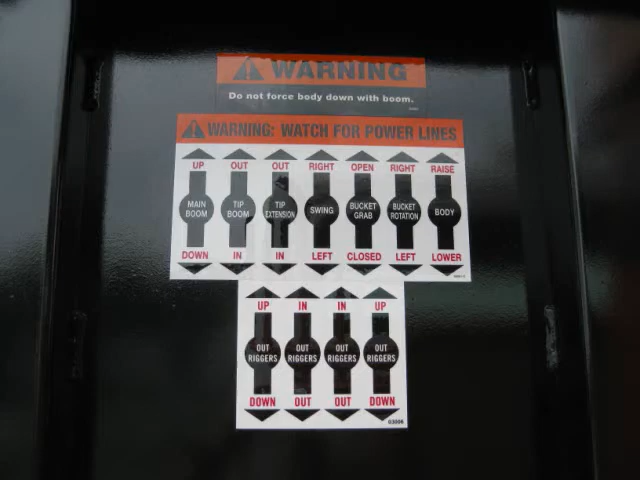 WARNING
Do not force body down with boom.
WARNING: WATCH FOR POWER LINES
UP OUT OUT RIGHT OPEN RIGHT RAISE
MAIN BOOM TIP BOOM TIP EXTENSION SWING BUCKET GRAB BUCKET ROTATION BODY
DOWN IN IN LEFT CLOSED LEFT LOWER
UP IN IN UP
OUT RIGGERS OUT RIGGERS OUT RIGGERS OUT RIGGERS
DOWN OUT OUT DOWN